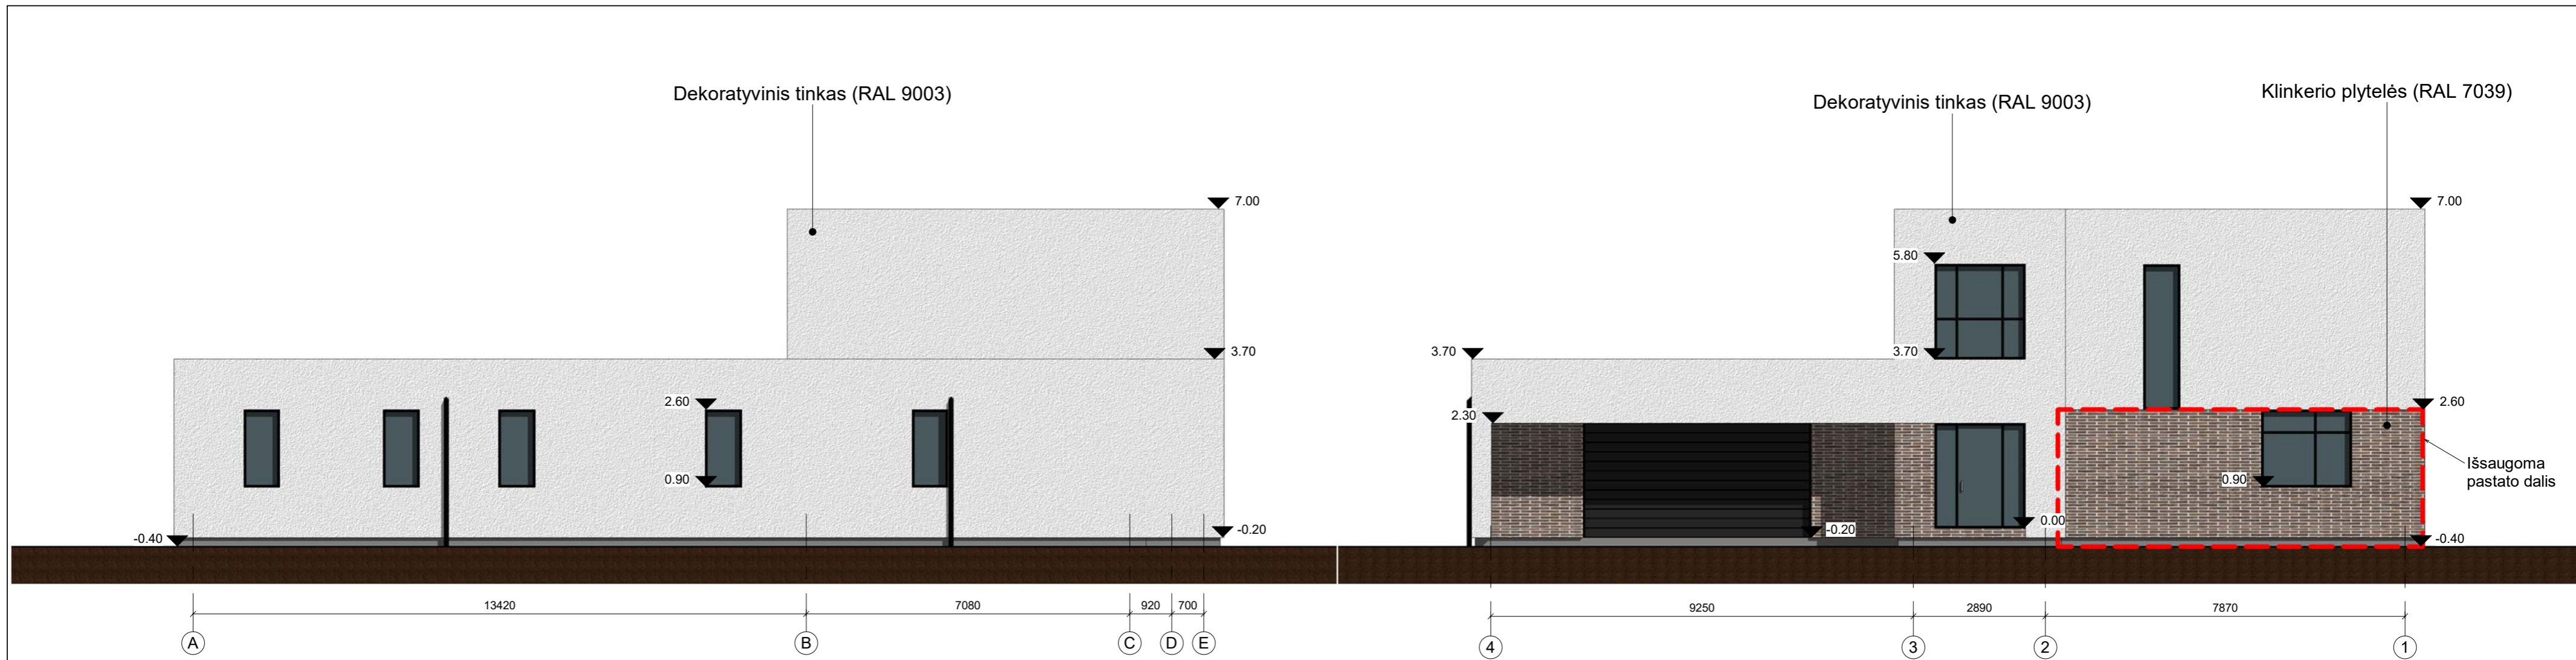 Dekoratyvinis tinkas (RAL 9003)
7.00
3.70
2.60
0.90
-0.40
-0.20
13420
7080
920
700
A
B
C
D
E
Dekoratyvinis tinkas (RAL 9003)
Klinkerio plytelės (RAL 7039)
7.00
5.80
3.70
3.70
2.30
2.60
Išsaugoma
pastato dalis
0.90
0.00
-0.20
-0.40
9250
2890
7870
4
3
2
1